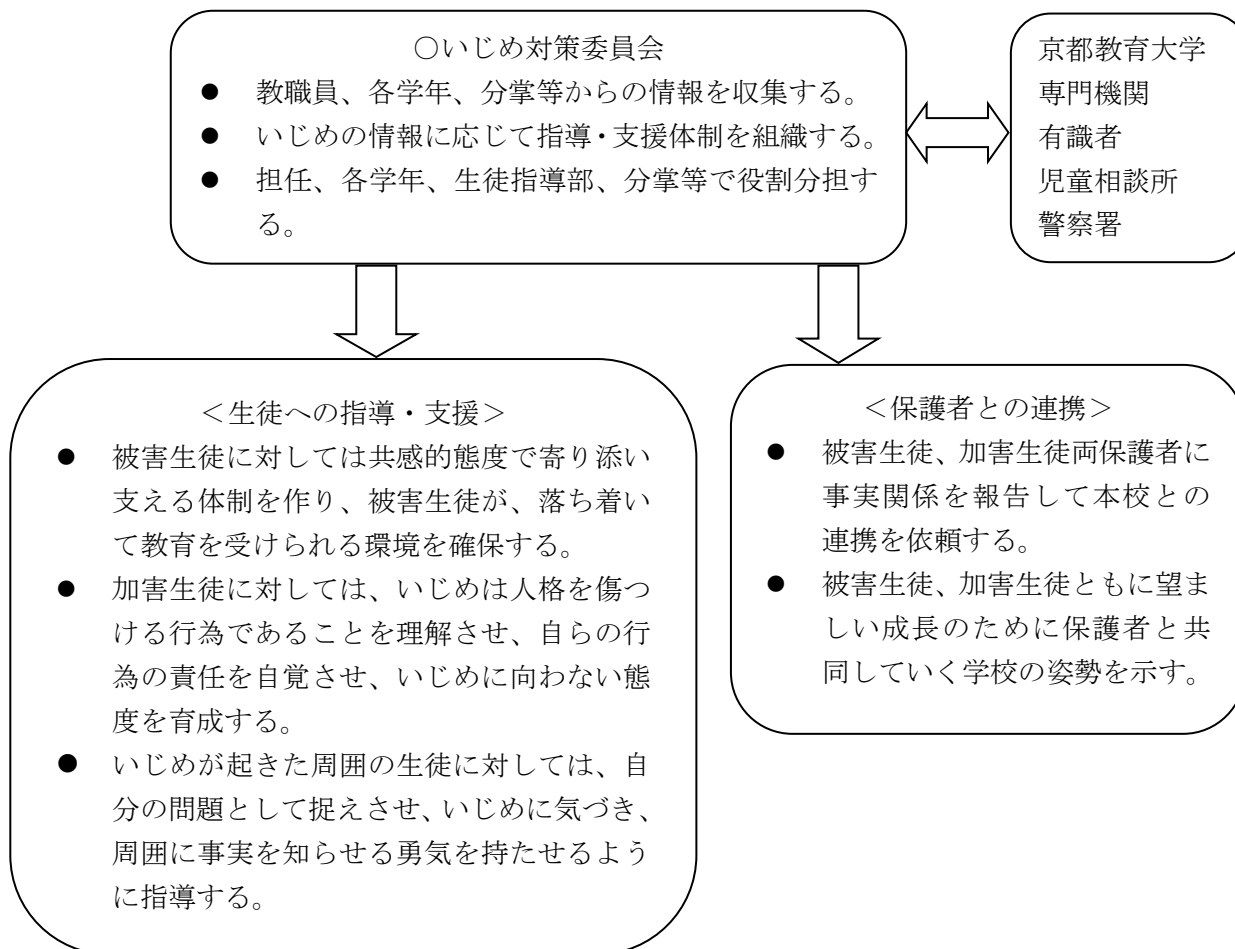 ○いじめ対策委員会
● 教職員、各学年、分掌等からの情報を収集する。
● いじめの情報に応じて指導・支援体制を組織する。
● 担任、各学年、生徒指導部、分掌等で役割分担す
る。
京都教育大学
専門機関
有識者
児童相談所
警察署
＜生徒への指導・支援＞
● 被害生徒に対しては共感的態度で寄り添い
支える体制を作り、被害生徒が、落ち着い
て教育を受けられる環境を確保する。
● 加害生徒に対しては、いじめは人格を傷つ
ける行為であることを理解させ、自らの行
為の責任を自覚させ、いじめに向わない態
度を育成する。
● いじめが起きた周囲の生徒に対しては、自
分の問題として捉えさせ、いじめに気づき、
周囲に事実を知らせる勇気を持たせるよう
に指導する。
＜保護者との連携＞
● 被害生徒、加害生徒両保護者に
事実関係を報告して本校との
連携を依頼する。
● 被害生徒、加害生徒ともに望ま
しい成長のために保護者と共
同していく学校の姿勢を示す。